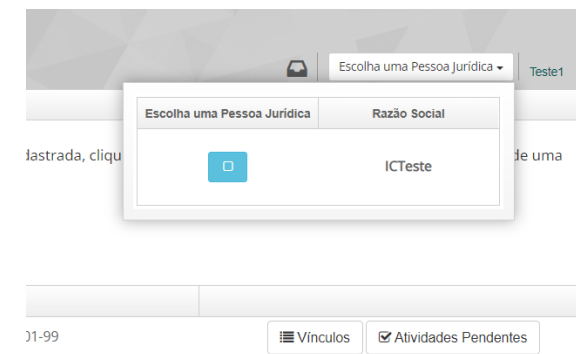 Escolha uma Pessoa Jurídica
Teste1
Escolha uma Pessoa Jurídica Razão Social
cliqu
de uma
ICTeste
01-99
Vínculos
Atividades Pendentes